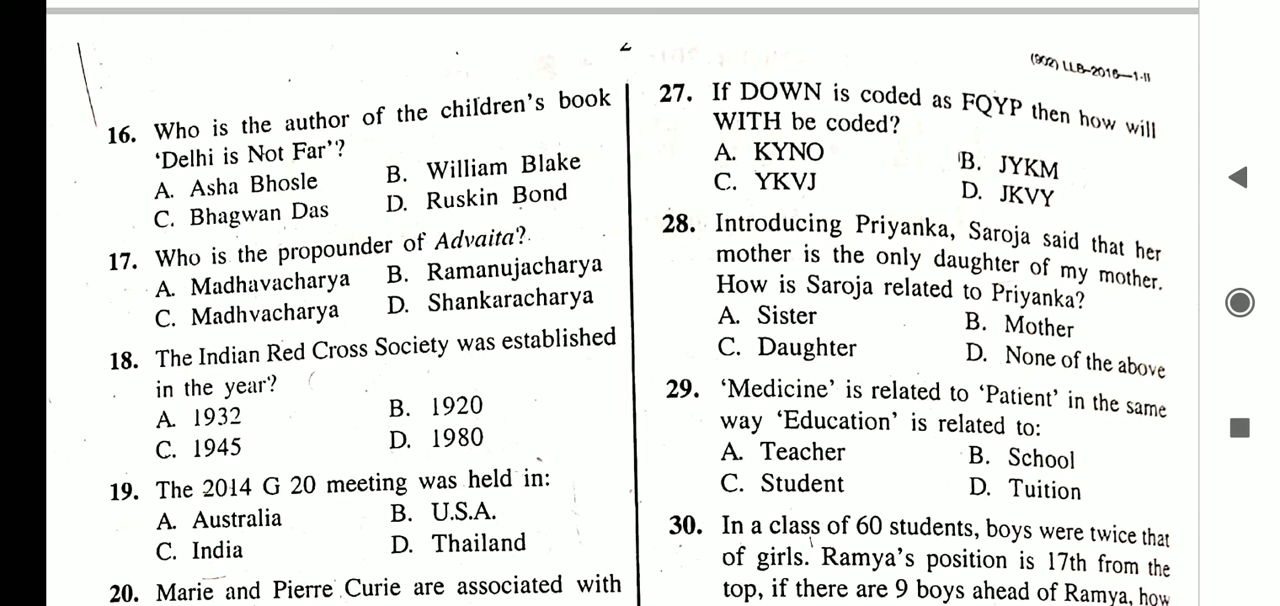 (902) LLB-2016—1-II
16. Who is the author of the children's book
'Delhi is Not Far'?
A. Asha Bhosle B. William Blake
C. Bhagwan Das D. Ruskin Bond
17. Who is the propounder of Advaita?
A. Madhavacharya B. Ramanujacharya
C. Madhvacharya D. Shankaracharya
18. The Indian Red Cross Society was established
in the year?
A. 1932 B. 1920
C. 1945 D. 1980
19. The 2014 G 20 meeting was held in:
A. Australia B. U.S.A.
C. India D. Thailand
20. Marie and Pierre Curie are associated with
27. If DOWN is coded as FQYP then how will
WITH be coded?
A. KYNO B. JYKM
C. YKVJ D. JKVY
28. Introducing Priyanka, Saroja said that her
mother is the only daughter of my mother.
How is Saroja related to Priyanka?
A. Sister B. Mother
C. Daughter D. None of the above
29. 'Medicine' is related to 'Patient' in the same
way 'Education' is related to:
A. Teacher B. School
C. Student D. Tuition
30. In a class of 60 students, boys were twice that
of girls. Ramya's position is 17th from the
top, if there are 9 boys ahead of Ramya, how